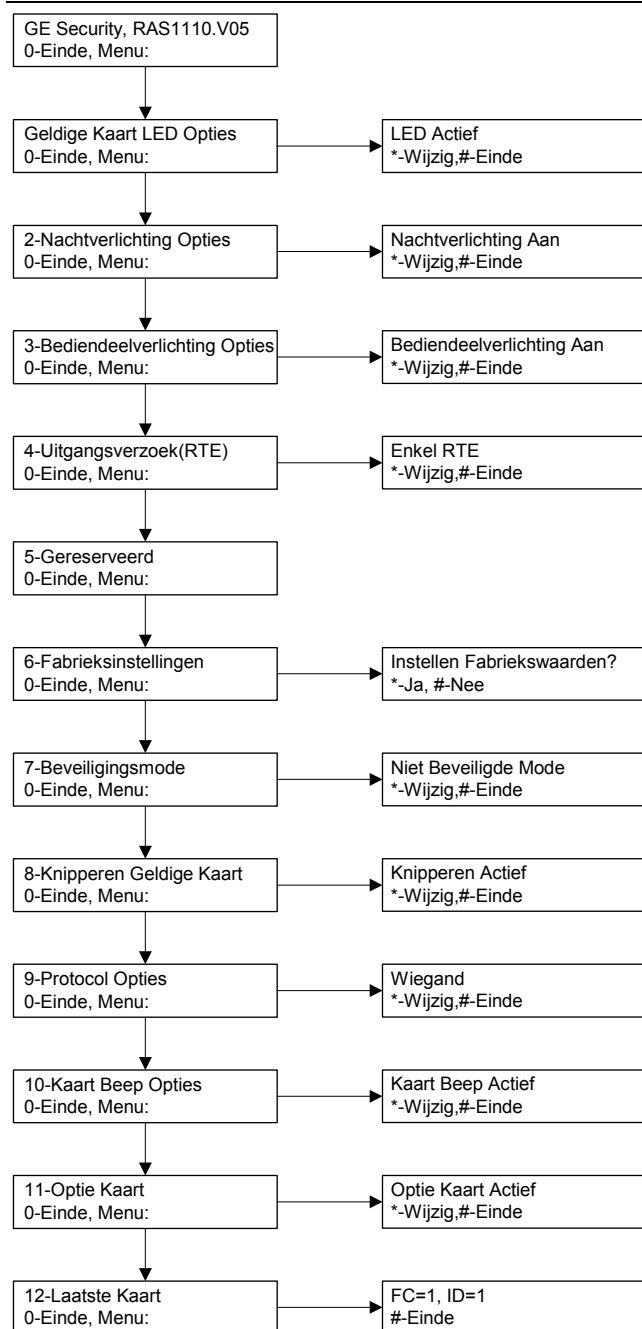 GE Security, RAS1110.V05
0-Einde, Menu:
Geldige Kaart LED Opties
0-Einde, Menu:
LED Actief
*-Wijzig,#-Einde
2-Nachtverlichting Opties
0-Einde, Menu:
Nachtverlichting Aan
*-Wijzig,#-Einde
3-Bediendeelverlichting Opties
0-Einde, Menu:
Bediendeelverlichting Aan
*-Wijzig,#-Einde
4-Uitgangsverzoek(RTE)
0-Einde, Menu:
Enkel RTE
*-Wijzig,#-Einde
5-Gereserveerd
0-Einde, Menu:
6-Fabrieksinstellingen
0-Einde, Menu:
Instellen Fabriekswaarden?
*-Ja, #-Nee
7-Beveiligingsmode
0-Einde, Menu:
Niet Beveiligde Mode
*-Wijzig,#-Einde
8-Knipperen Geldige Kaart
0-Einde, Menu:
Knipperen Actief
*-Wijzig,#-Einde
9-Protocol Opties
0-Einde, Menu:
Wiegand
*-Wijzig,#-Einde
10-Kaart Beep Opties
0-Einde, Menu:
Kaart Beep Actief
*-Wijzig,#-Einde
11-Optie Kaart
0-Einde, Menu:
Optie Kaart Actief
*-Wijzig,#-Einde
12-Laatste Kaart
0-Einde, Menu:
FC=1, ID=1
#-Einde